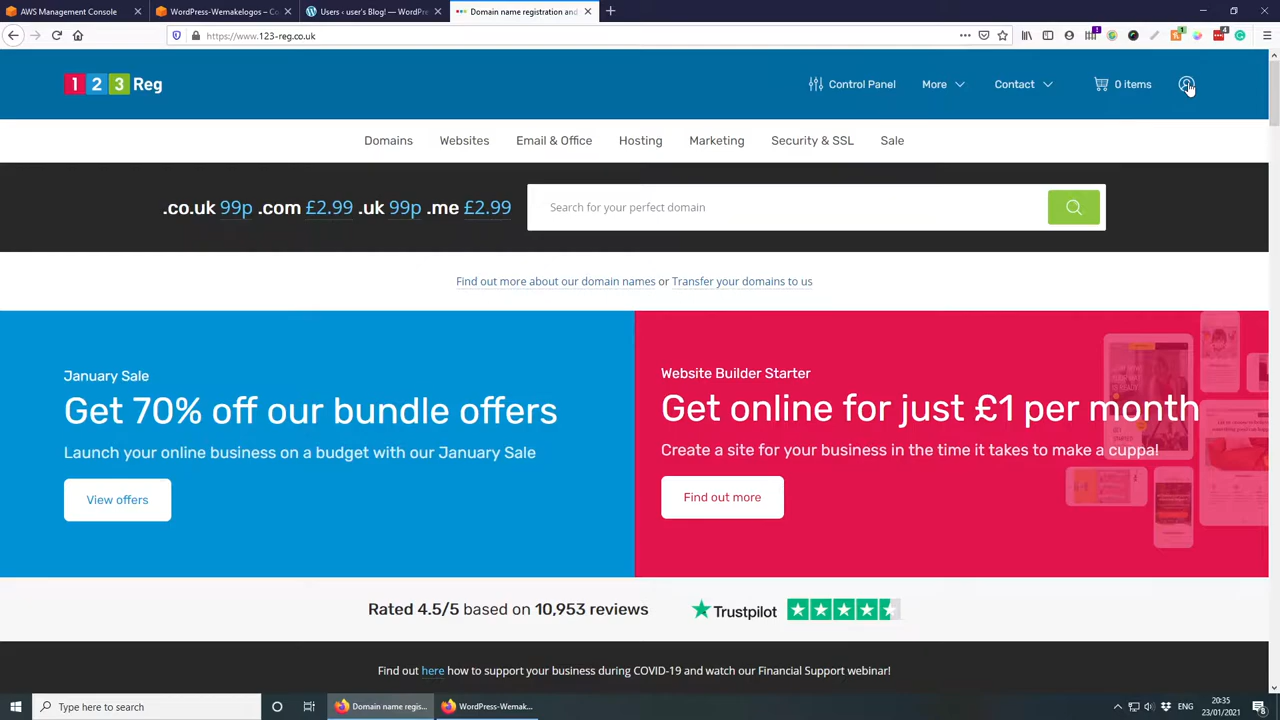 AWS Management Console
WordPress-Wemakelogos – Co
Users ‹ user's Blog! — WordPr
Domain name registration and
https://www.123-reg.co.uk
1 2 3 Reg
Control Panel
More
Contact
0 items
Domains
Websites
Email & Office
Hosting
Marketing
Security & SSL
Sale
.co.uk 99p .com £2.99 .uk 99p .me £2.99
Search for your perfect domain
Find out more about our domain names or Transfer your domains to us
January Sale
Get 70% off our bundle offers
Launch your online business on a budget with our January Sale
View offers
Website Builder Starter
Get online for just £1 per month
Create a site for your business in the time it takes to make a cuppa!
Find out more
Rated 4.5/5 based on 10,953 reviews
Trustpilot
Find out here how to support your business during COVID-19 and watch our Financial Support webinar!
Type here to search
Domain name regis...
WordPress-Wemak...
ENG
20:35
23/01/2021